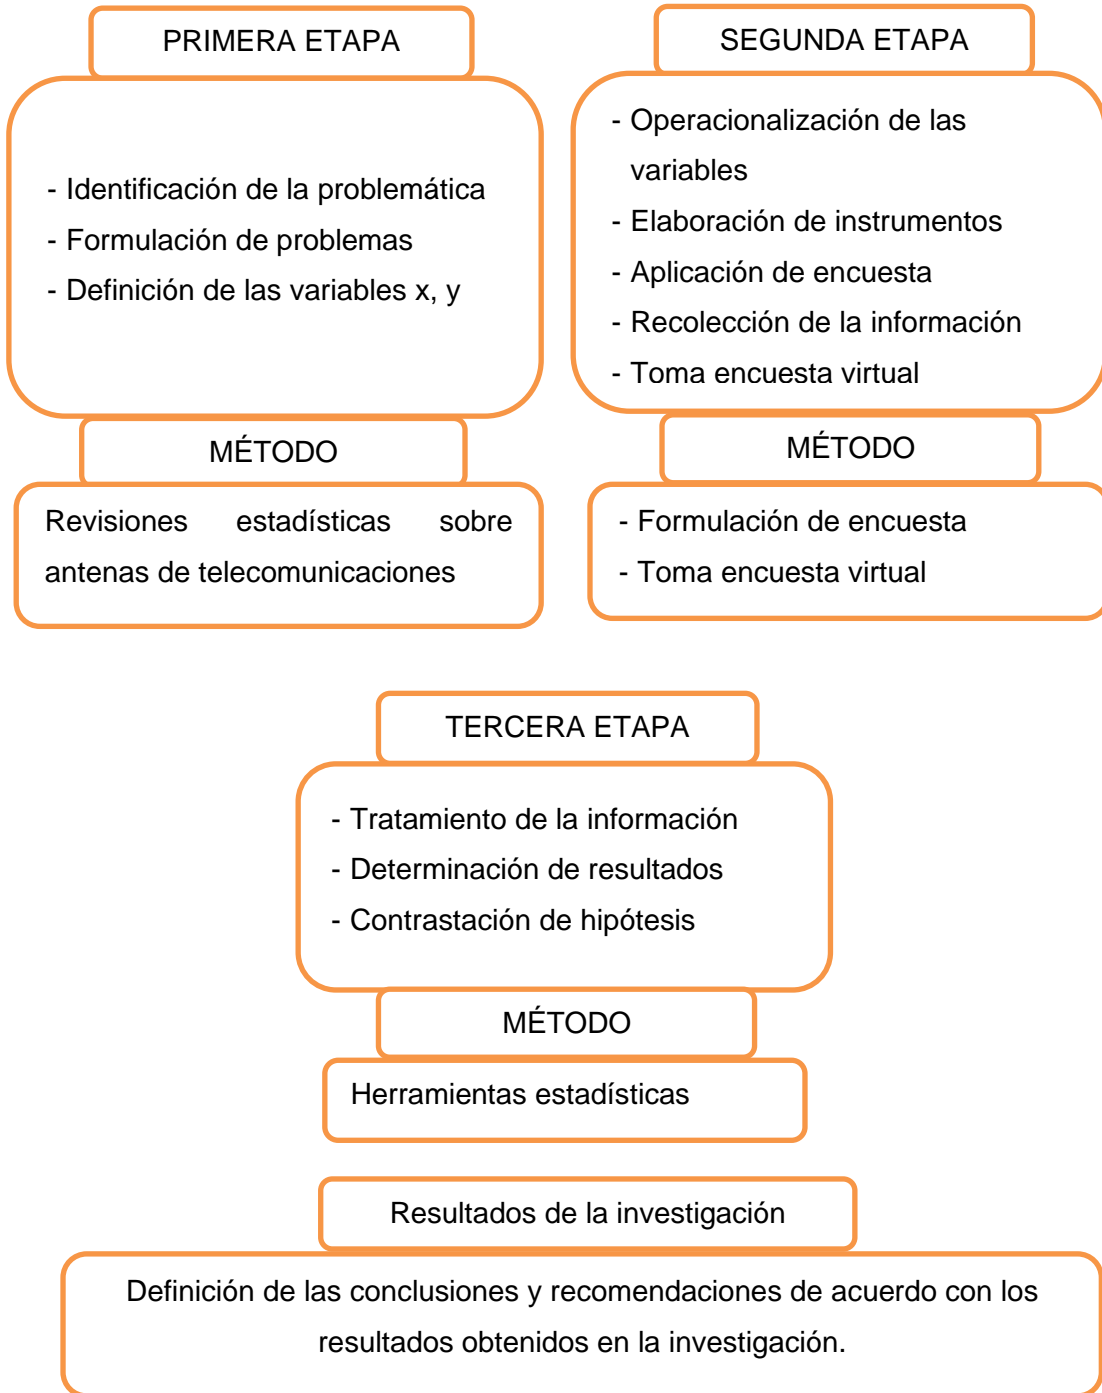 PRIMERA ETAPA
- Identificación de la problemática
- Formulación de problemas
- Definición de las variables x, y
MÉTODO
Revisiones estadísticas sobre
antenas de telecomunicaciones
SEGUNDA ETAPA
- Operacionalización de las
variables
- Elaboración de instrumentos
- Aplicación de encuesta
- Recolección de la información
- Toma encuesta virtual
MÉTODO
- Formulación de encuesta
- Toma encuesta virtual
TERCERA ETAPA
- Tratamiento de la información
- Determinación de resultados
- Contrastación de hipótesis
MÉTODO
Herramientas estadísticas
Resultados de la investigación
Definición de las conclusiones y recomendaciones de acuerdo con los
resultados obtenidos en la investigación.